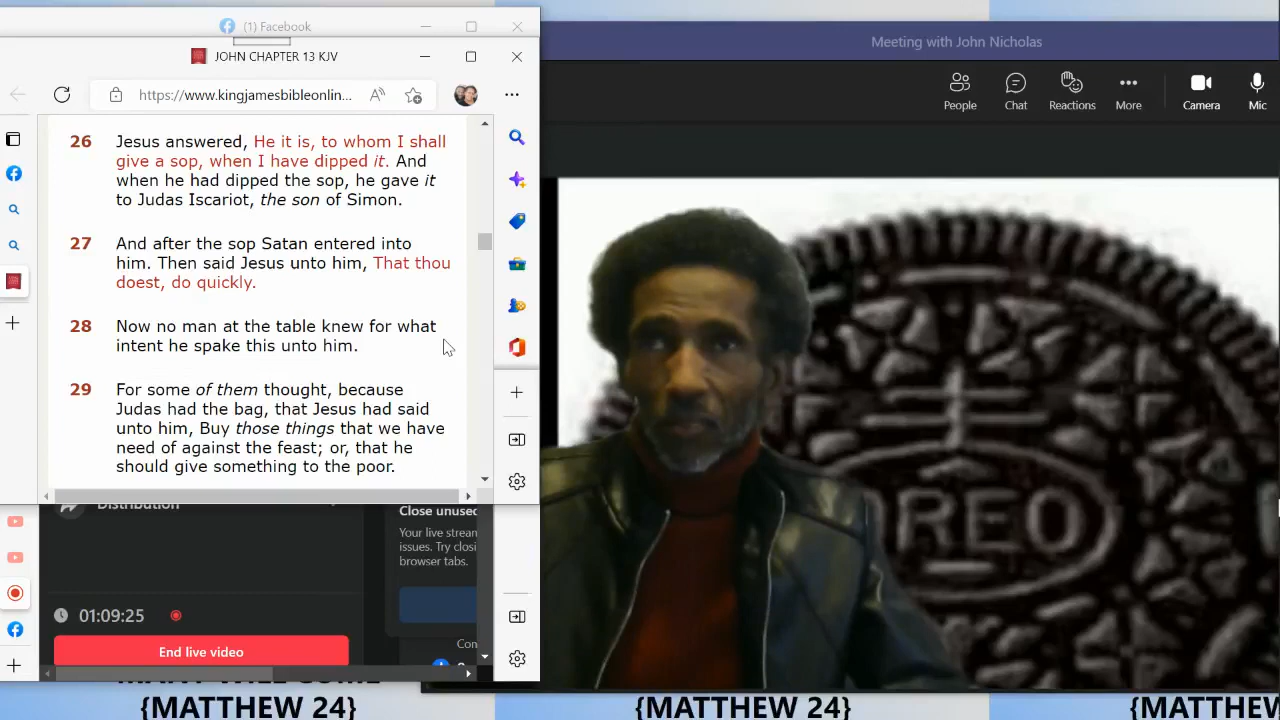 (1) Facebook
JOHN CHAPTER 13 KJV
https://www.kingjamesbibleonlin...
26 Jesus answered, He it is, to whom I shall
give a sop, when I have dipped it. And
when he had dipped the sop, he gave it
to Judas Iscariot, the son of Simon.
27 And after the sop Satan entered into
him. Then said Jesus unto him, That thou
doest, do quickly.
28 Now no man at the table knew for what
intent he spake this unto him.
29 For some of them thought, because
Judas had the bag, that Jesus had said
unto him, Buy those things that we have
need of against the feast; or, that he
should give something to the poor.
Distribution
Close unused
Your live stream
issues. Try closi
browser tabs.
01:09:25
End live video
Meeting with John Nicholas
People Chat Reactions More Camera Mic
OREO
MANY WILL COME
{MATTHEW 24} {MATTHEW 24} {MATTHEW 24